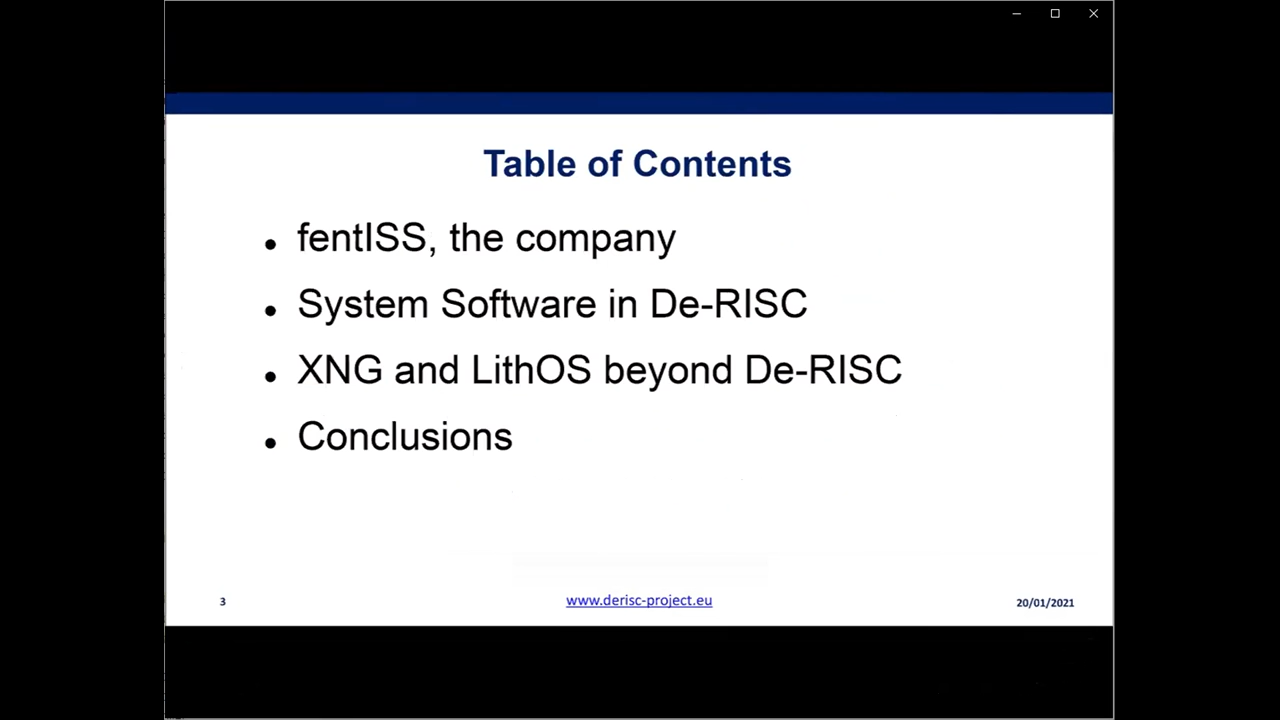 Table of Contents
• fentISS, the company
• System Software in De-RISC
• XNG and LithOS beyond De-RISC
• Conclusions
3 www.derisc-project.eu 20/01/2021